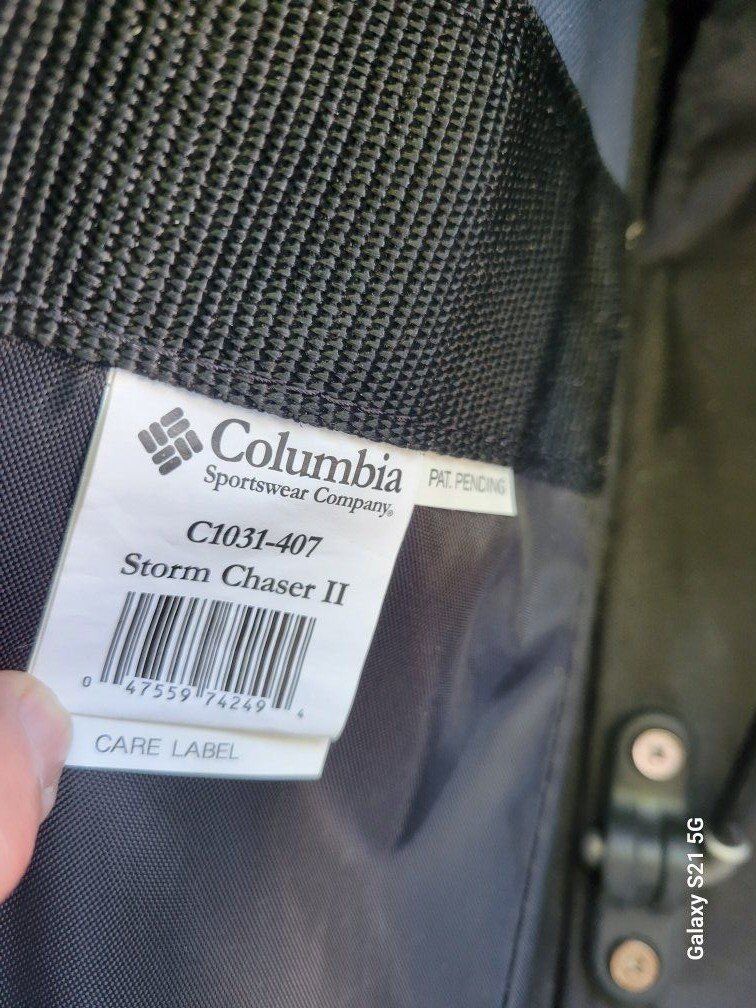 Columbia
Sportswear Company®
PAT. PENDING
C1031-407
Storm Chaser II
0 47559 74249 4
CARE LABEL
Galaxy S21 5G